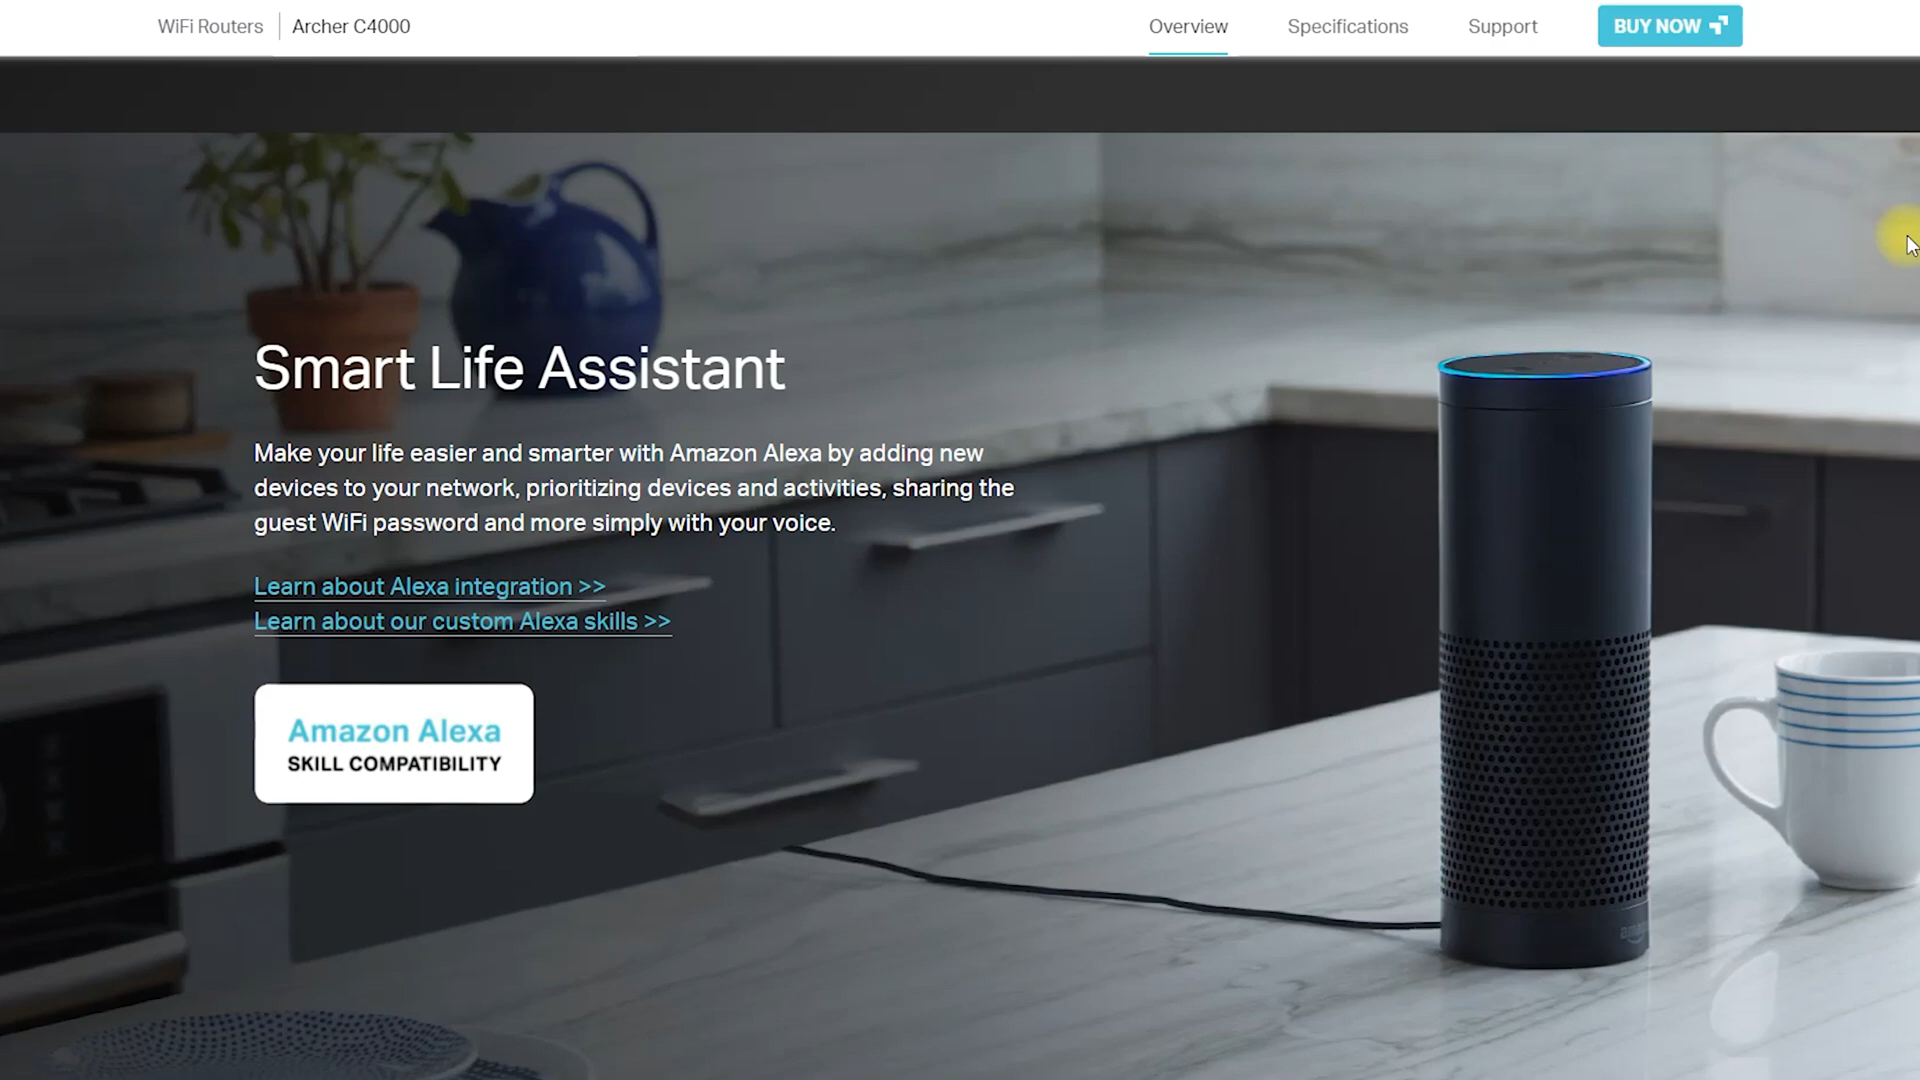 WiFi Routers | Archer C4000
Overview
Specifications
Support
BUY NOW
Smart Life Assistant
Make your life easier and smarter with Amazon Alexa by adding new
devices to your network, prioritizing devices and activities, sharing the
guest WiFi password and more simply with your voice.
Learn about Alexa integration >>
Learn about our custom Alexa skills >>
Amazon Alexa
SKILL COMPATIBILITY